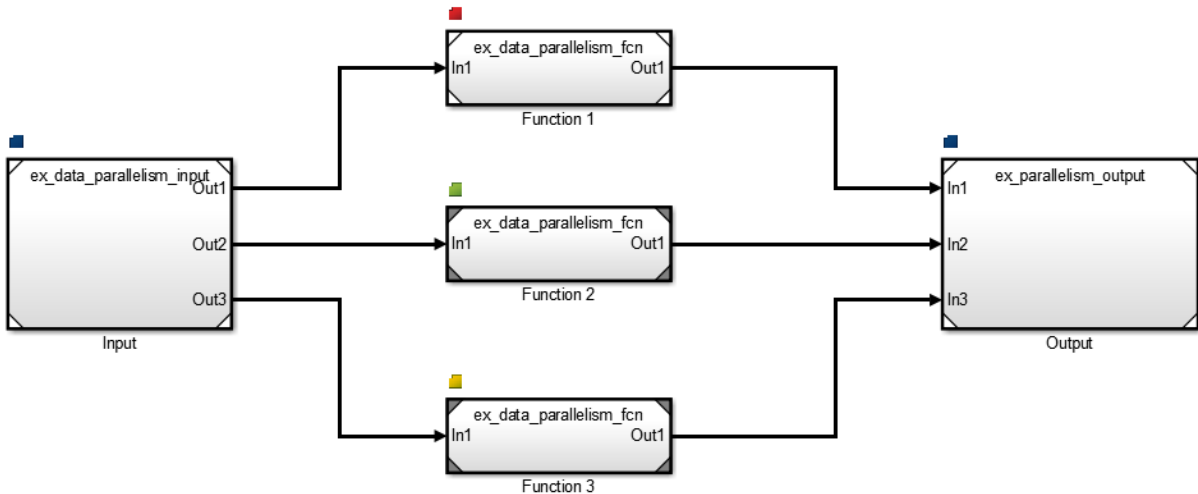 ex_data_parallelism_fcn
In1
Out1
Function 1
ex_data_parallelism_input
Out1
Out2
Out3
Input
ex_data_parallelism_fcn
In1
Out1
Function 2
ex_data_parallelism_fcn
In1
Out1
Function 3
ex_parallelism_output
In1
In2
In3
Output